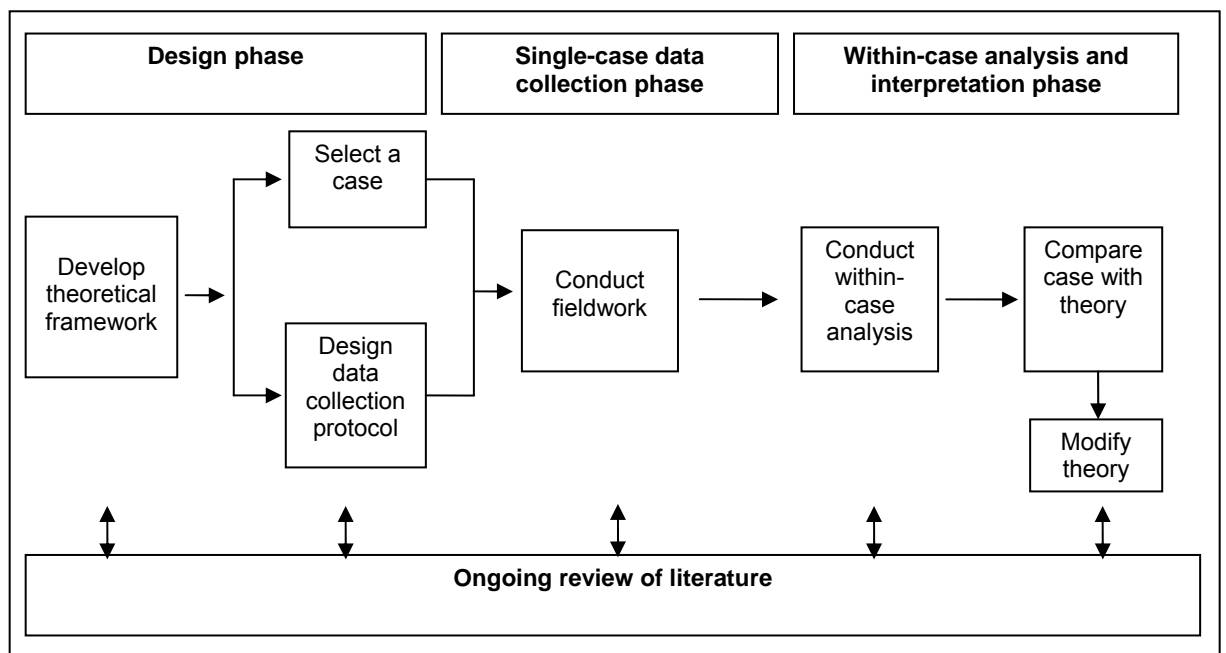 Design phase
Single-case data
collection phase
Within-case analysis and
interpretation phase
Develop
theoretical
framework
Select a
case
Design
data
collection
protocol
Conduct
fieldwork
Conduct
within-
case
analysis
Compare
case with
theory
Modify
theory
Ongoing review of literature